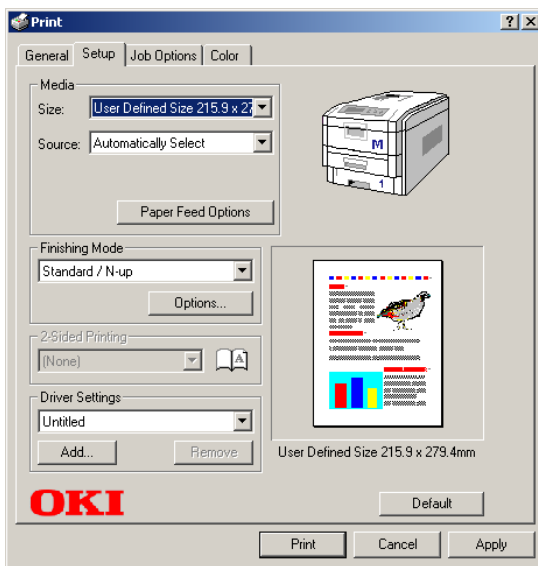 Print
General Setup Job Options Color
Media
Size: User Defined Size 215.9 x 27
Source: Automatically Select
Paper Feed Options
M
1
Finishing Mode
Standard / N-up
Options...
2-Sided Printing
(None)
A
Driver Settings
Untitled
Add... Remove
User Defined Size 215.9 x 279.4mm
OKI
Default
Print Cancel Apply